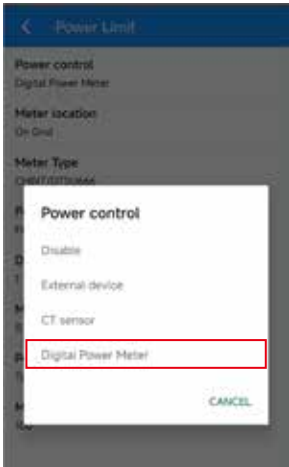 Power Limit
Power control
Digital Power Meter
Meter location
On Grid
Meter Type
Power control
Disable
External device
CT sensor
Digital Power Meter
CANCEL